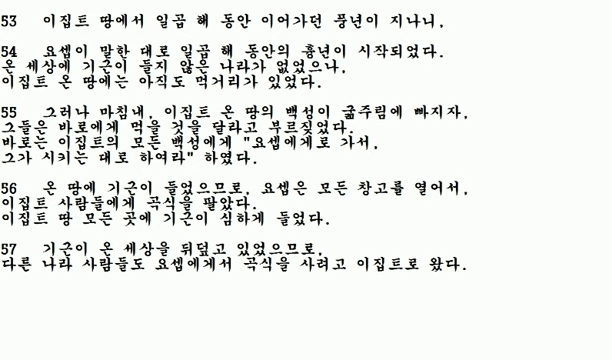 53 이집트 땅에서 일곱 해 동안 이어가던 풍년이 지나니,
54 요셉이 말한 대로 일곱 해 동안의 흉년이 시작되었다.
온 세상에 기근이 들지 않은 나라가 없었으나,
이집트 온 땅에는 아직도 먹거리가 있었다.
55 그러나 마침내, 이집트 온 땅의 백성이 굶주림에 빠지자,
그들은 바로에게 먹을 것을 달라고 부르짖었다.
바로는 이집트의 모든 백성에게 "요셉에게로 가서,
그가 시키는 대로 하여라" 하였다.
56 온 땅에 기근이 들었으므로, 요셉은 모든 창고를 열어서,
이집트 사람들에게 곡식을 팔았다.
이집트 땅 모든 곳에 기근이 심하게 들었다.
57 기근이 온 세상을 뒤덮고 있었으므로,
다른 나라 사람들도 요셉에게서 곡식을 사려고 이집트로 왔다.